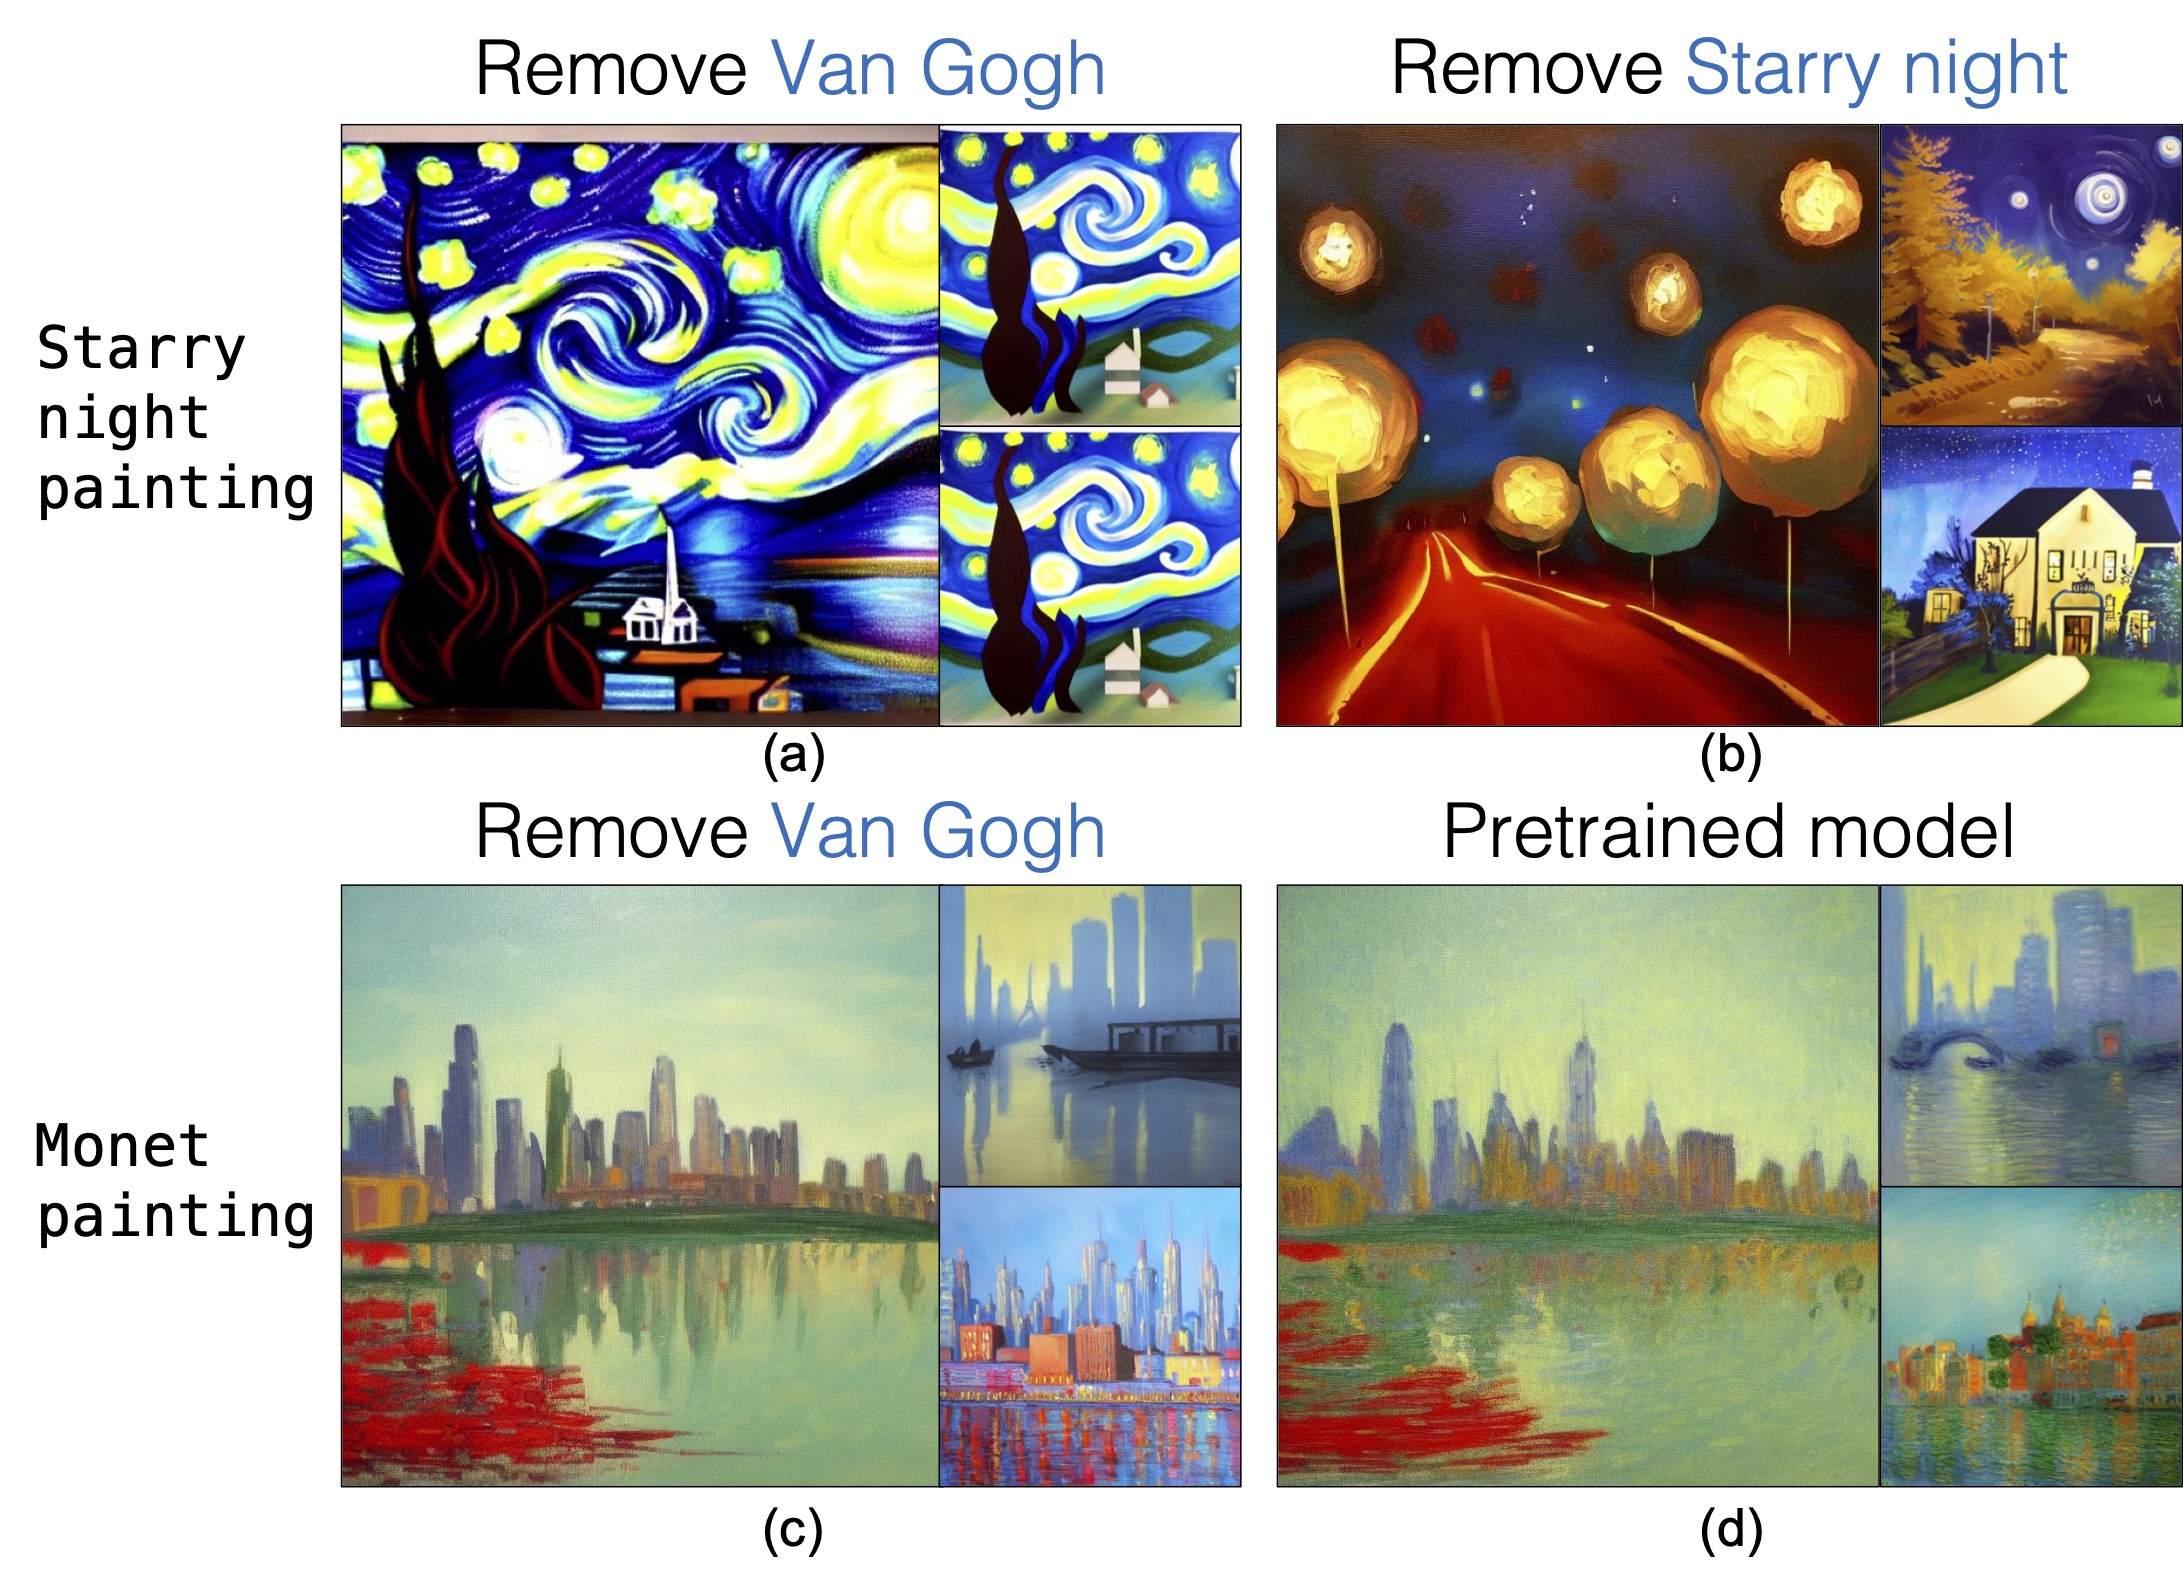 Remove Van Gogh
Remove Starry night
Starry
night
painting
(a)
(b)
Remove Van Gogh
Pretrained model
Monet
painting
(c)
(d)